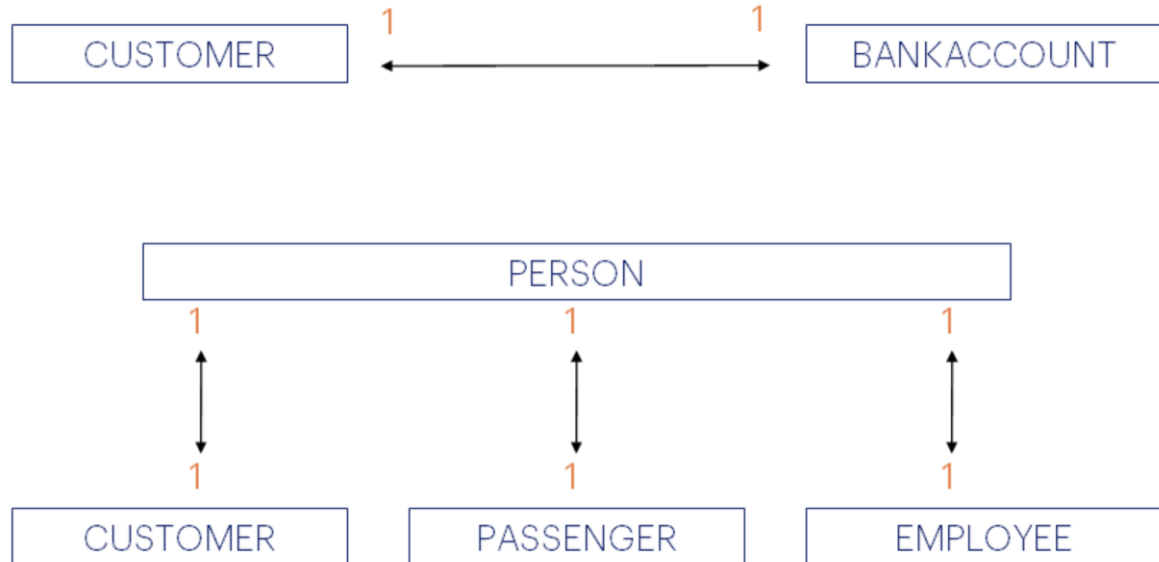 1 1
CUSTOMER BANKACCOUNT
PERSON
1 1 1
1 1 1
CUSTOMER PASSENGER EMPLOYEE